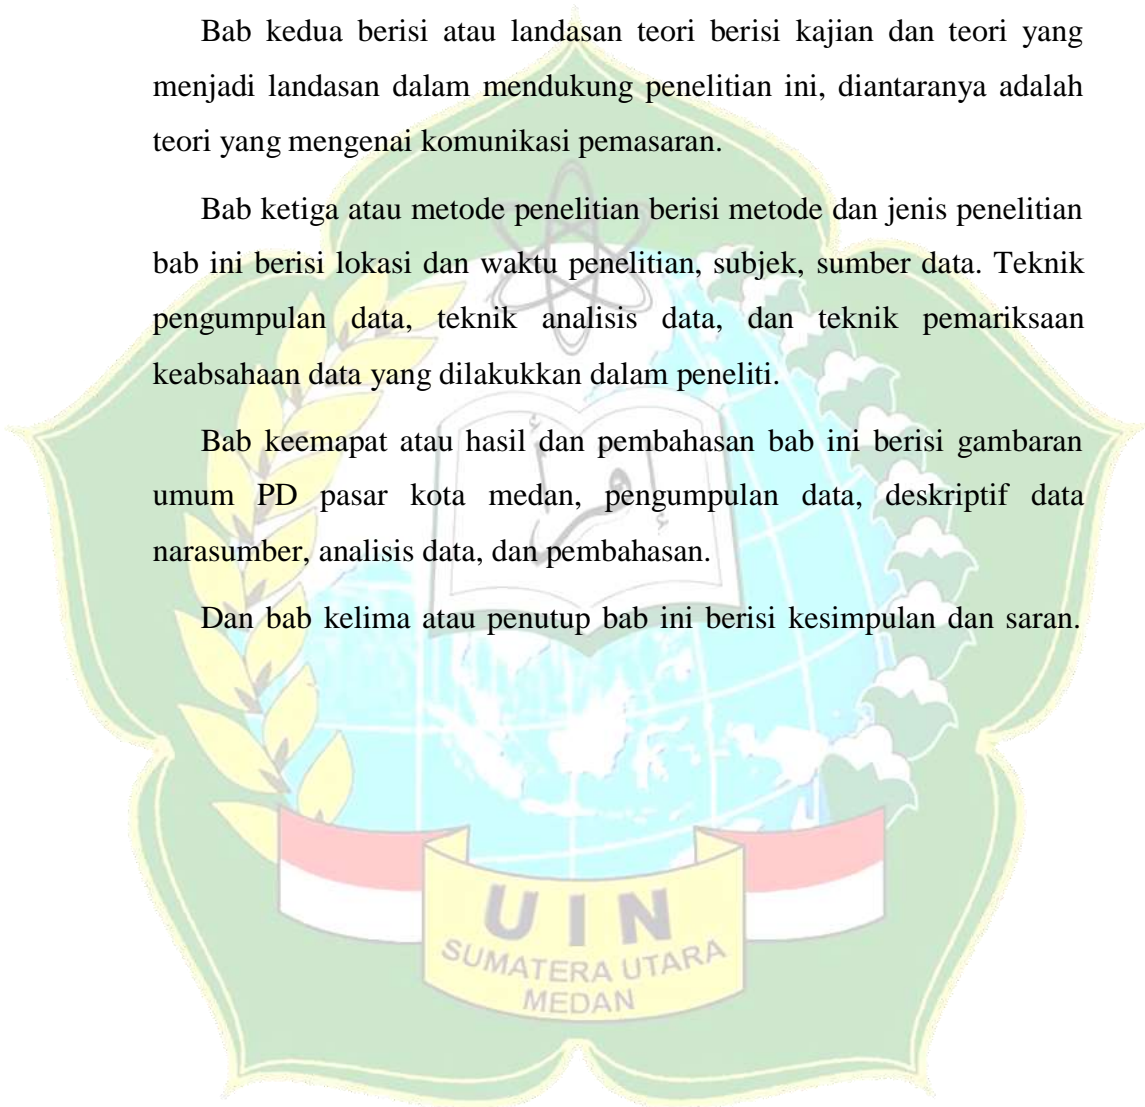 Bab kedua berisi atau landasan teori berisi kajian dan teori yang
menjadi landasan dalam mendukung penelitian ini, diantaranya adalah
teori yang mengenai komunikasi pemasaran.
Bab ketiga atau metode penelitian berisi metode dan jenis penelitian
bab ini berisi lokasi dan waktu penelitian, subjek, sumber data. Teknik
pengumpulan data, teknik analisis data, dan teknik pemariksaan
keabsahaan data yang dilakukkan dalam peneliti.
Bab keemapat atau hasil dan pembahasan bab ini berisi gambaran
umum PD pasar kota medan, pengumpulan data, deskriptif data
narasumber, analisis data, dan pembahasan.
Dan bab kelima atau penutup bab ini berisi kesimpulan dan saran.
UIN
SUMATERA UTARA
MEDAN